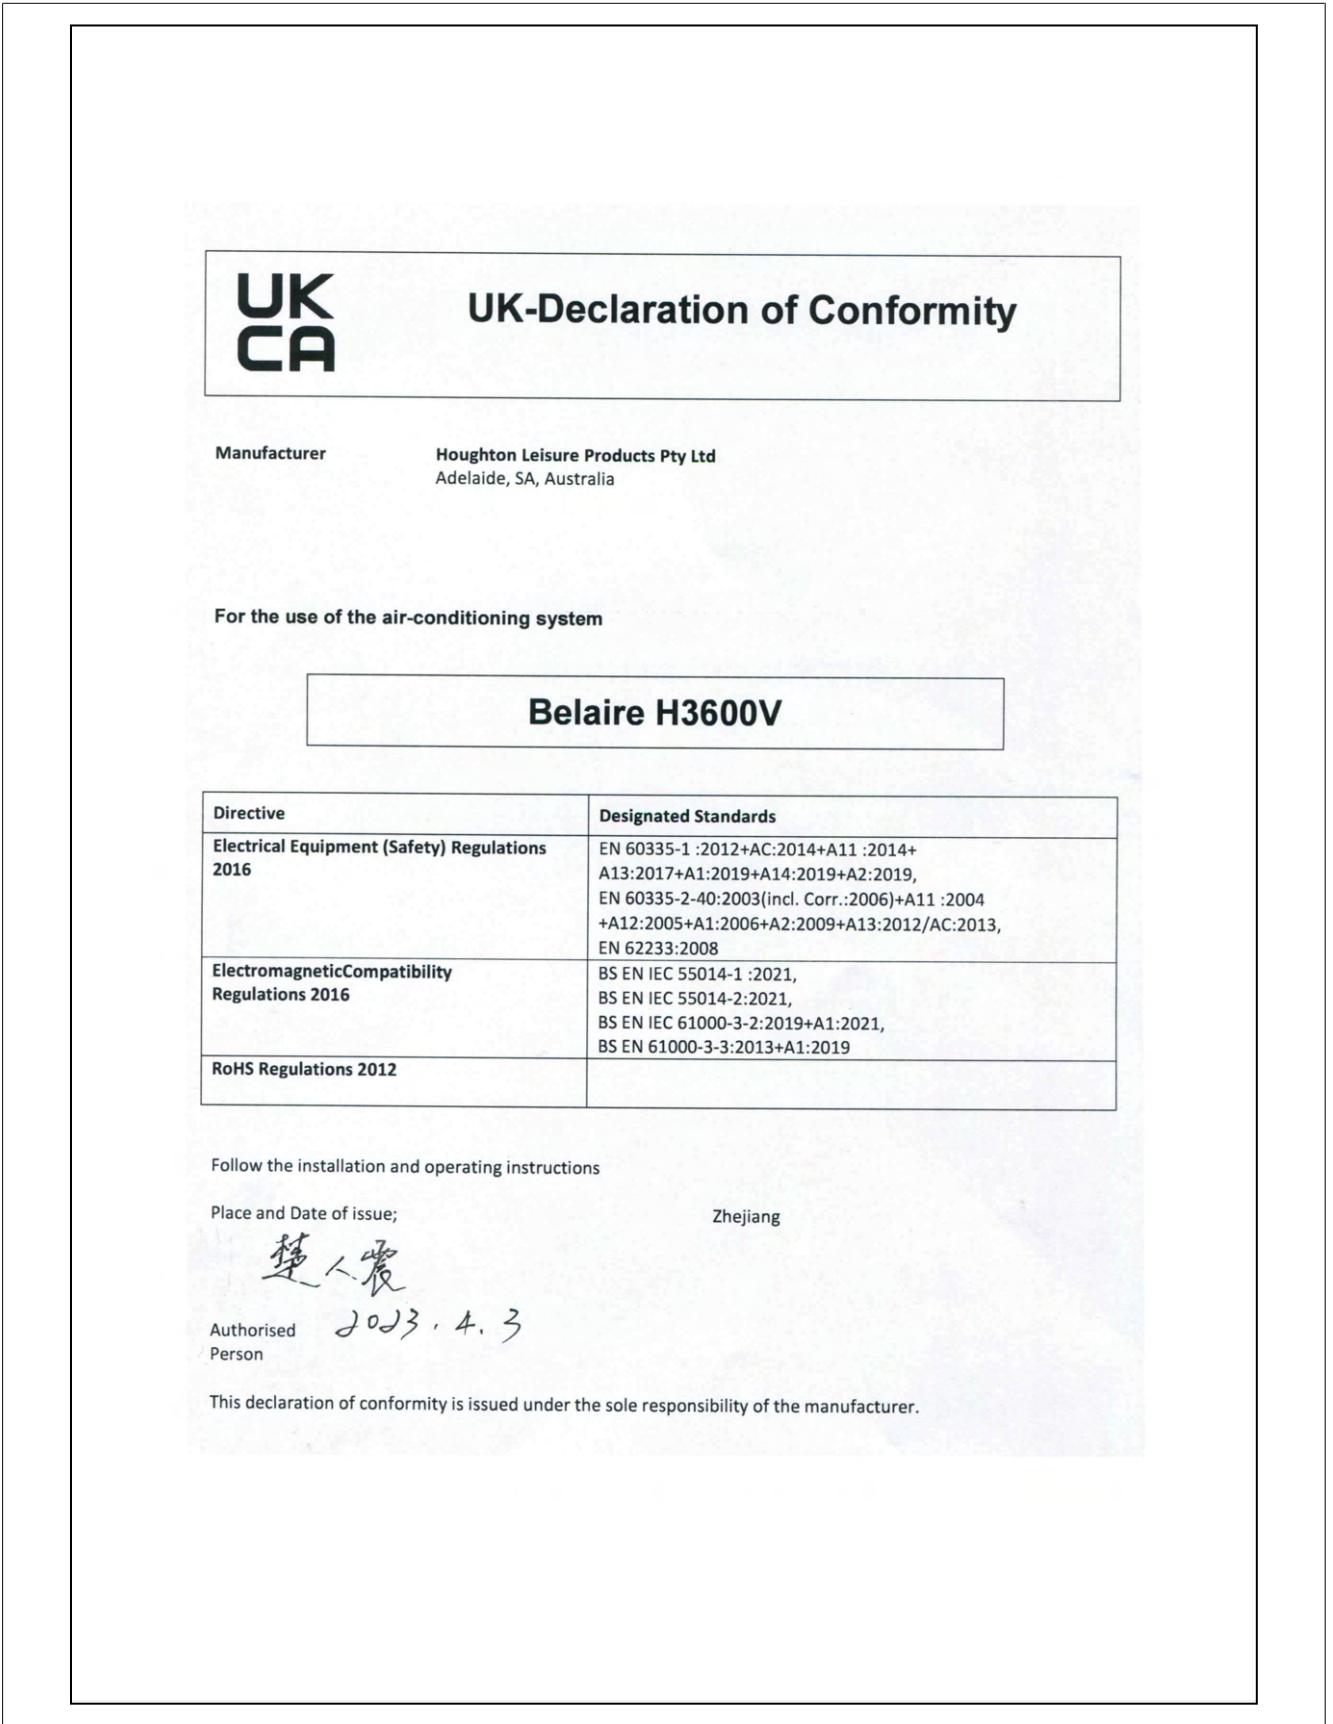 UK
CA
UK-Declaration of Conformity
Manufacturer
Houghton Leisure Products Pty Ltd
Adelaide, SA, Australia
For the use of the air-conditioning system
Belaire H3600V
Directive
Designated Standards
Electrical Equipment (Safety) Regulations
2016
EN 60335-1 :2012+AC:2014+A11 :2014+
A13:2017+A1:2019+A14:2019+A2:2019,
EN 60335-2-40:2003(incl. Corr.:2006)+A11 :2004
+A12:2005+A1:2006+A2:2009+A13:2012/AC:2013,
EN 62233:2008
ElectromagneticCompatibility
Regulations 2016
BS EN IEC 55014-1 :2021,
BS EN IEC 55014-2:2021,
BS EN IEC 61000-3-2:2019+A1:2021,
BS EN 61000-3-3:2013+A1:2019
RoHS Regulations 2012
Follow the installation and operating instructions
Place and Date of issue;
Zhejiang
楚人震
2023.4.3
Authorised
Person
This declaration of conformity is issued under the sole responsibility of the manufacturer.